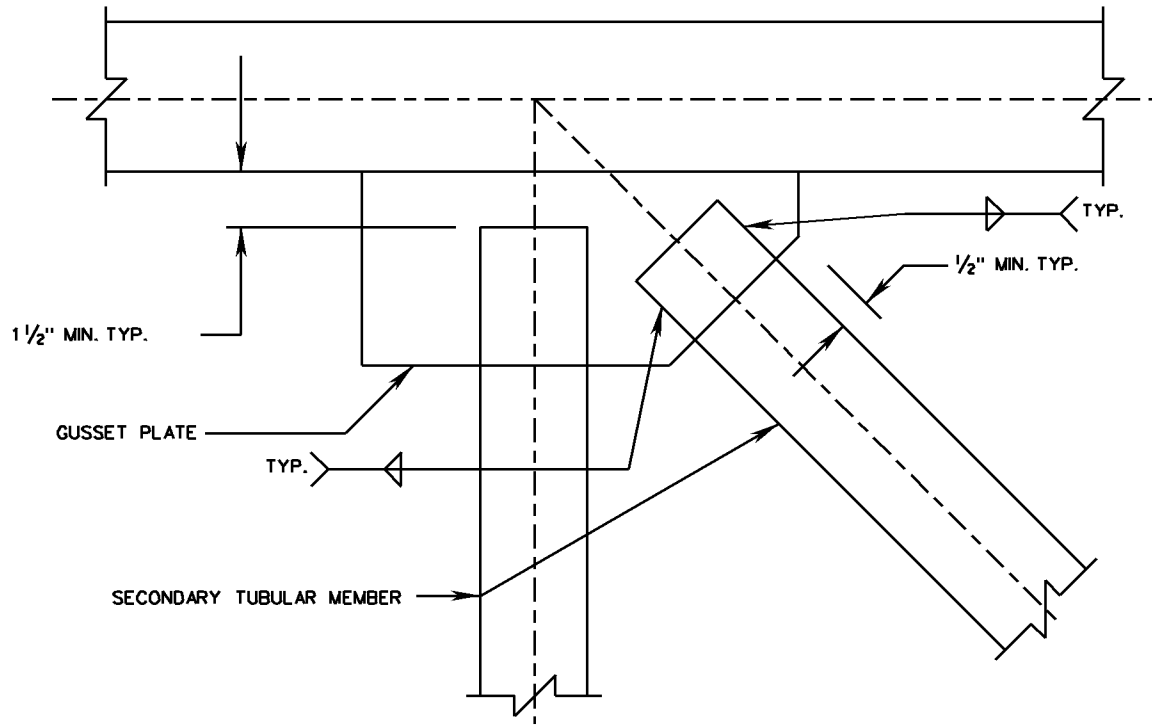 TYP.
½" MIN. TYP.
1 ½" MIN. TYP.
GUSSET PLATE
TYP.
SECONDARY TUBULAR MEMBER